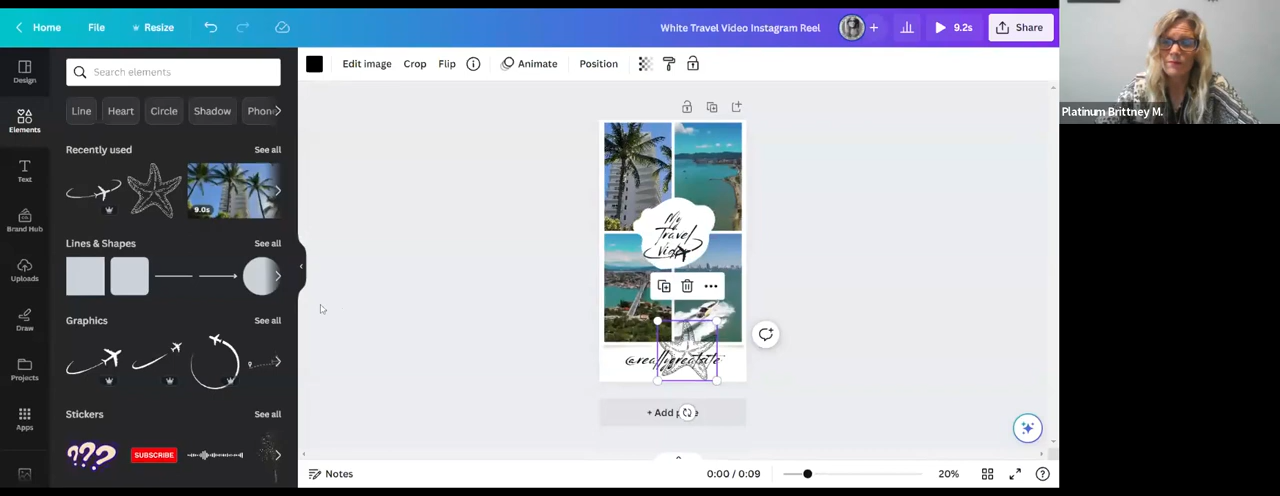 Home File Resize White Travel Video Instagram Reel 9.2s Share
Design
Elements
Text
Brand Hub
Uploads
Draw
Projects
Apps
Search elements
Line Heart Circle Shadow Phon
Recently used See all
9.0s
Lines & Shapes See all
Graphics See all
Stickers See all
???
SUBSCRIBE
Edit image Crop Flip Animate Position
My
Travel
Video
@reallygreatsite
+ Add p e
Notes 0:00 / 0:09 20%
Platinum Brittney M.